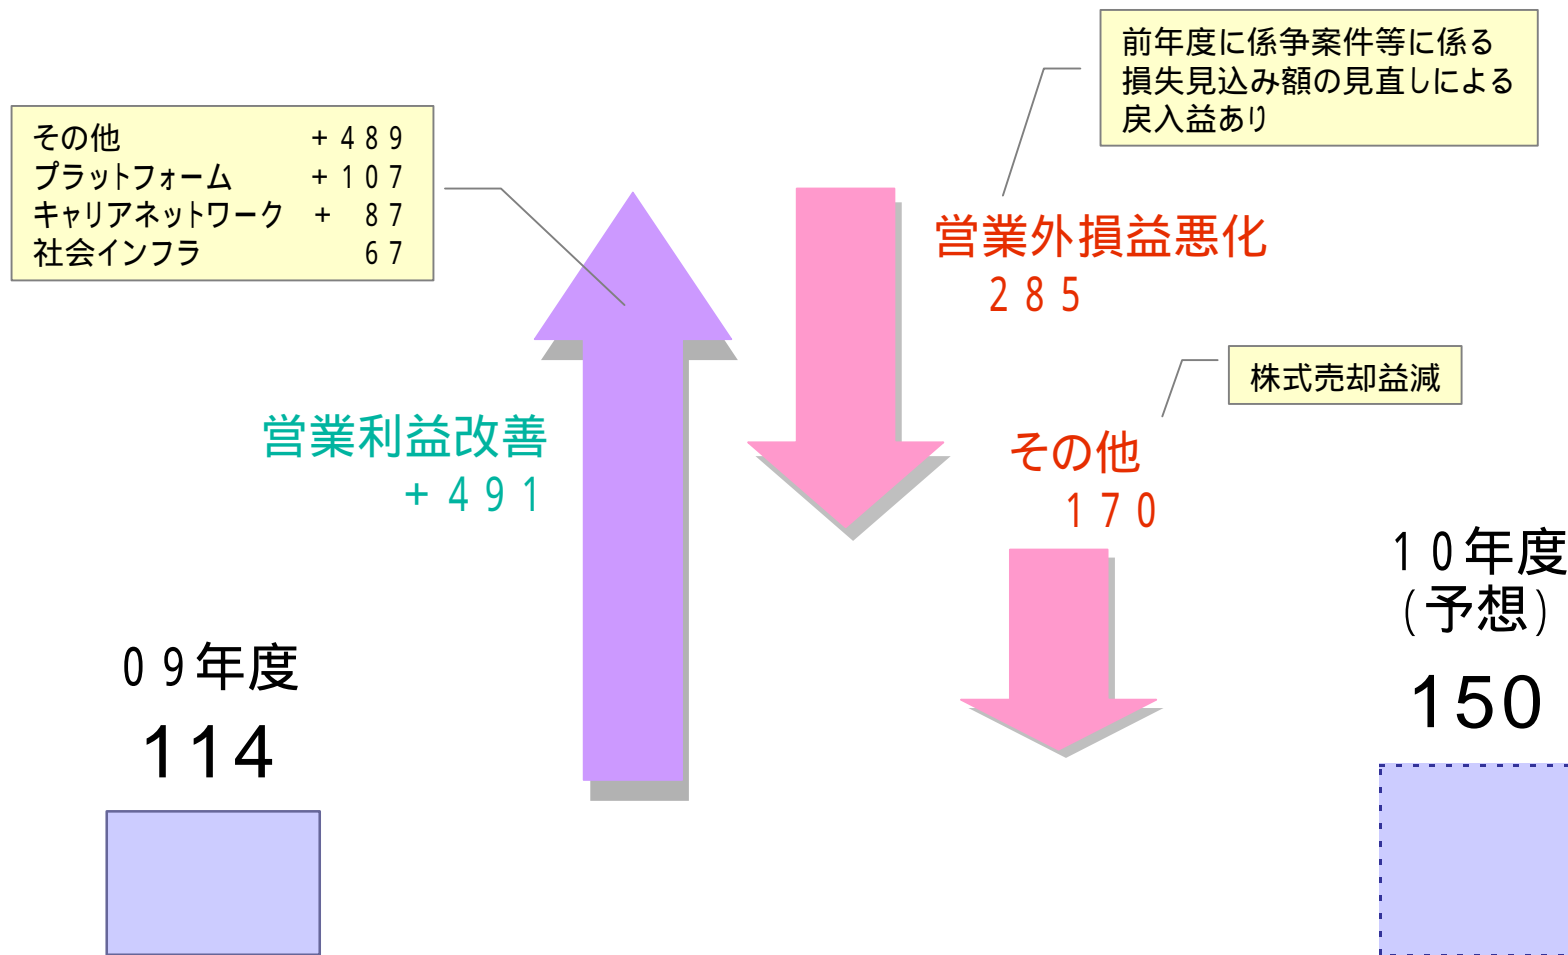 前年度に係争案件等に係る
損失見込み額の見直しによる
戻入益あり
その他 +489
プラットフォーム +107
キャリアネットワーク + 87
社会インフラ 67
営業外損益悪化
285
株式売却益減
営業利益改善
+491
その他
170
10年度
(予想)
150
09年度
114